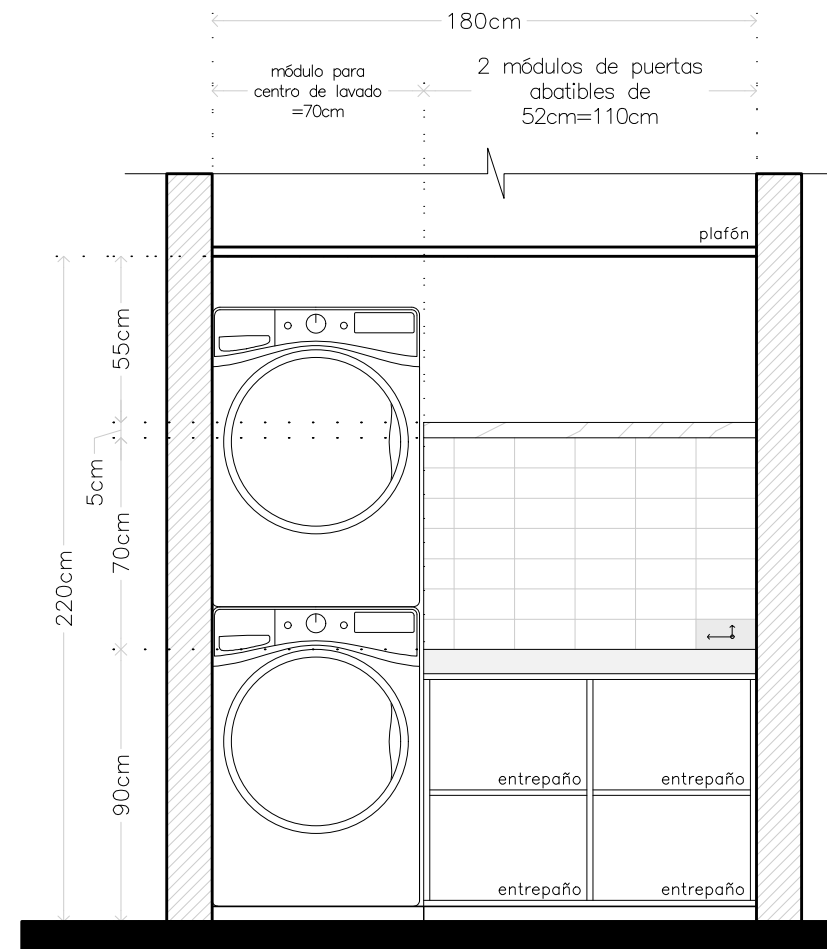 180cm
módulo para
centro de lavado
=70cm
2 módulos de puertas
abatibles de
52cm=110cm
plafón
55cm
5cm
70cm
220cm
90cm
entrepaño
entrepaño
entrepaño
entrepaño